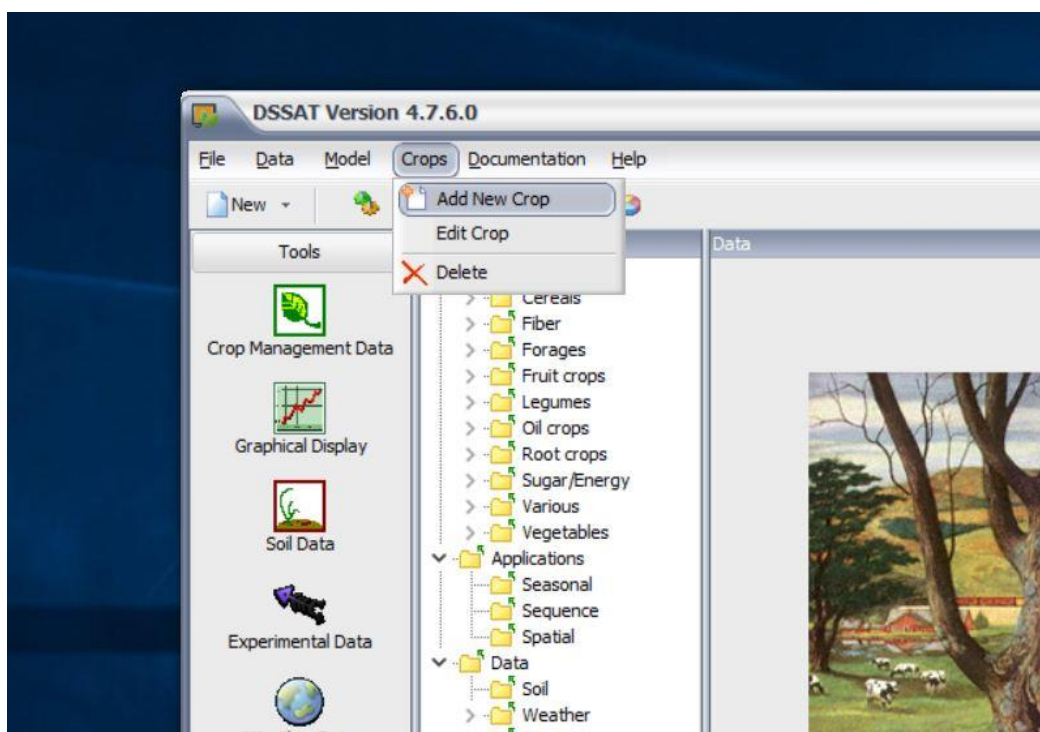 DSSAT Version 4.7.6.0
File Data Model Crops Documentation Help
New
Add New Crop
Edit Crop
Delete
Tools
Crop Management Data
Graphical Display
Soil Data
Experimental Data
Cereals
Fiber
Forages
Fruit crops
Legumes
Oil crops
Root crops
Sugar/Energy
Various
Vegetables
Applications
Seasonal
Sequence
Spatial
Data
Soil
Weather
Data